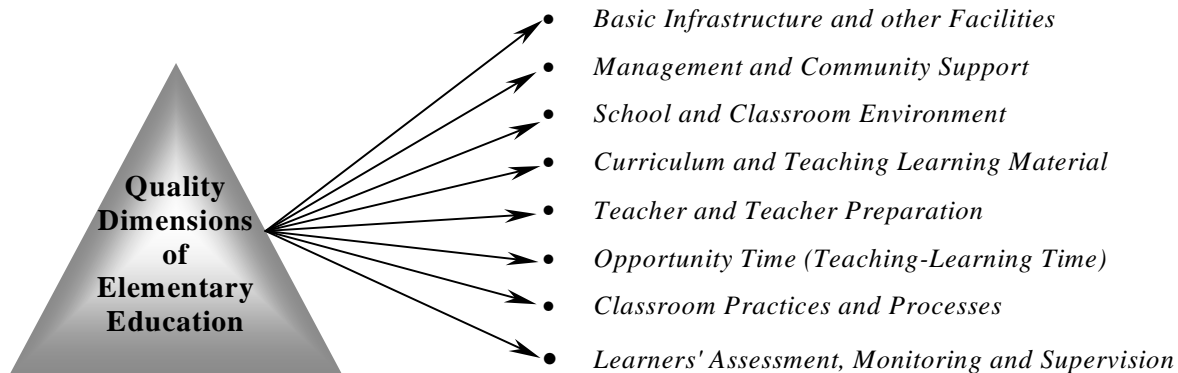 Quality
Dimensions
of
Elementary
Education
• Basic Infrastructure and other Facilities
• Management and Community Support
• School and Classroom Environment
• Curriculum and Teaching Learning Material
• Teacher and Teacher Preparation
• Opportunity Time (Teaching-Learning Time)
• Classroom Practices and Processes
• Learners' Assessment, Monitoring and Supervision